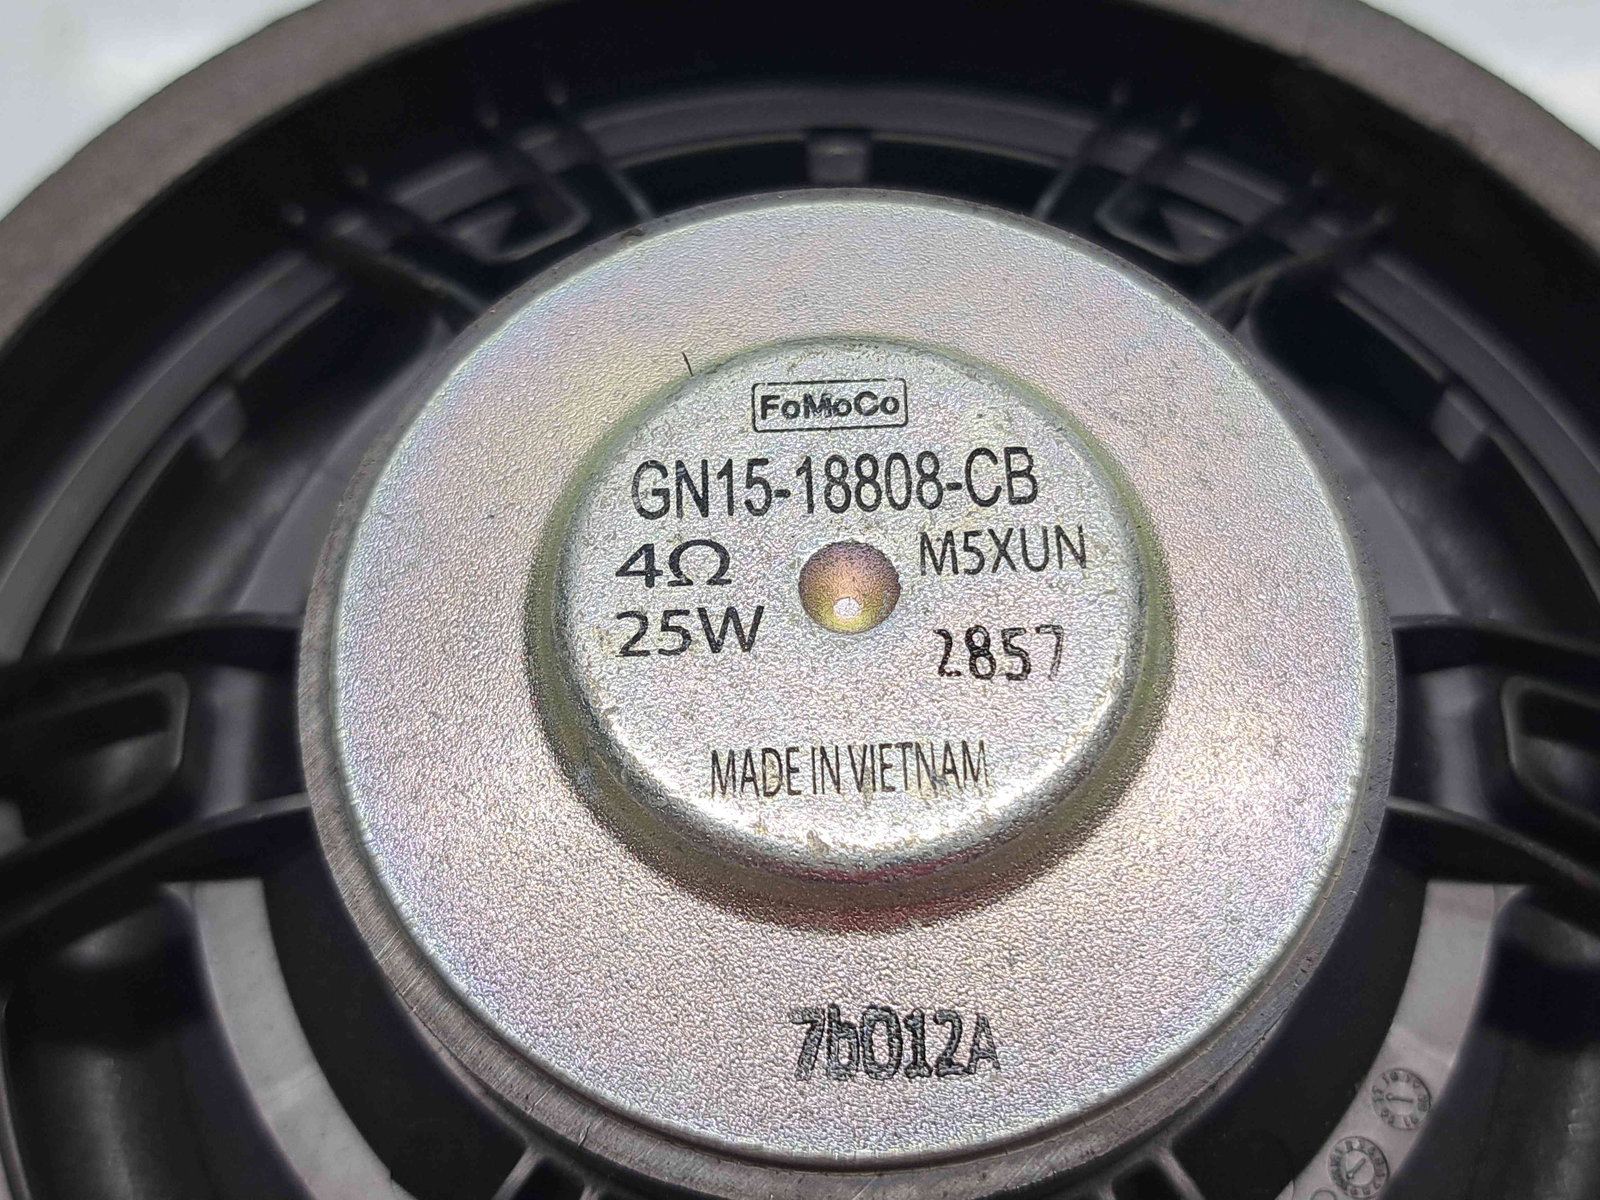 FoMoCo
GN15-18808-CB
4Ω M5XUN
25W 2857
MADE IN VIETNAM
7b012A